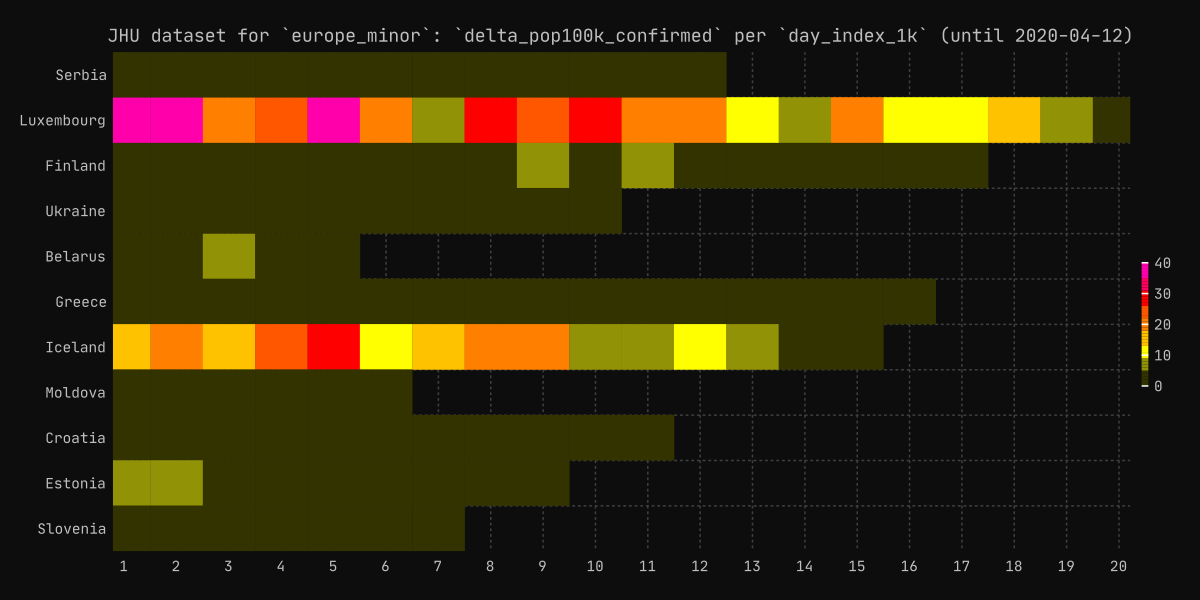 JHU dataset for `europe_minor`: `delta_pop100k_confirmed` per `day_index_1k` (until 2020-04-12)
Serbia
Luxembourg
Finland
Ukraine
Belarus
Greece
Iceland
Moldova
Croatia
Estonia
Slovenia
40
30
20
10
0
1 2 3 4 5 6 7 8 9 10 11 12 13 14 15 16 17 18 19 20